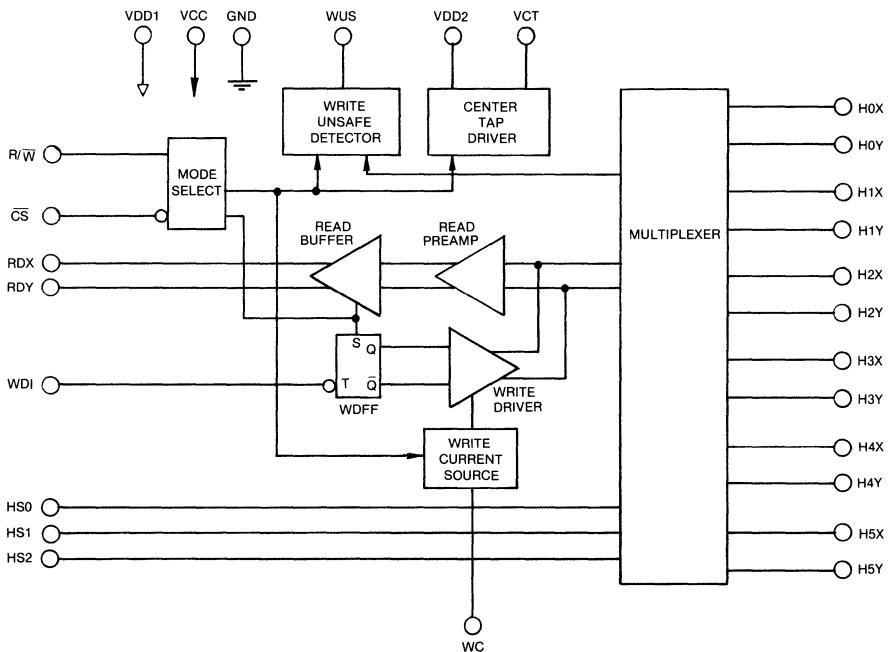 VDD1
VCC
GND
WUS
VDD2
VCT
WRITE
UNSAFE
DETECTOR
CENTER
TAP
DRIVER
H0X
H0Y
R/W̅
MODE
SELECT
C̅S̅
H1X
H1Y
READ
BUFFER
READ
PREAMP
MULTIPLEXER
RDX
RDY
H2X
H2Y
S
Q
T
Q̅
WDFF
WDI
WRITE
DRIVER
H3X
H3Y
WRITE
CURRENT
SOURCE
H4X
H4Y
HS0
HS1
HS2
H5X
H5Y
WC